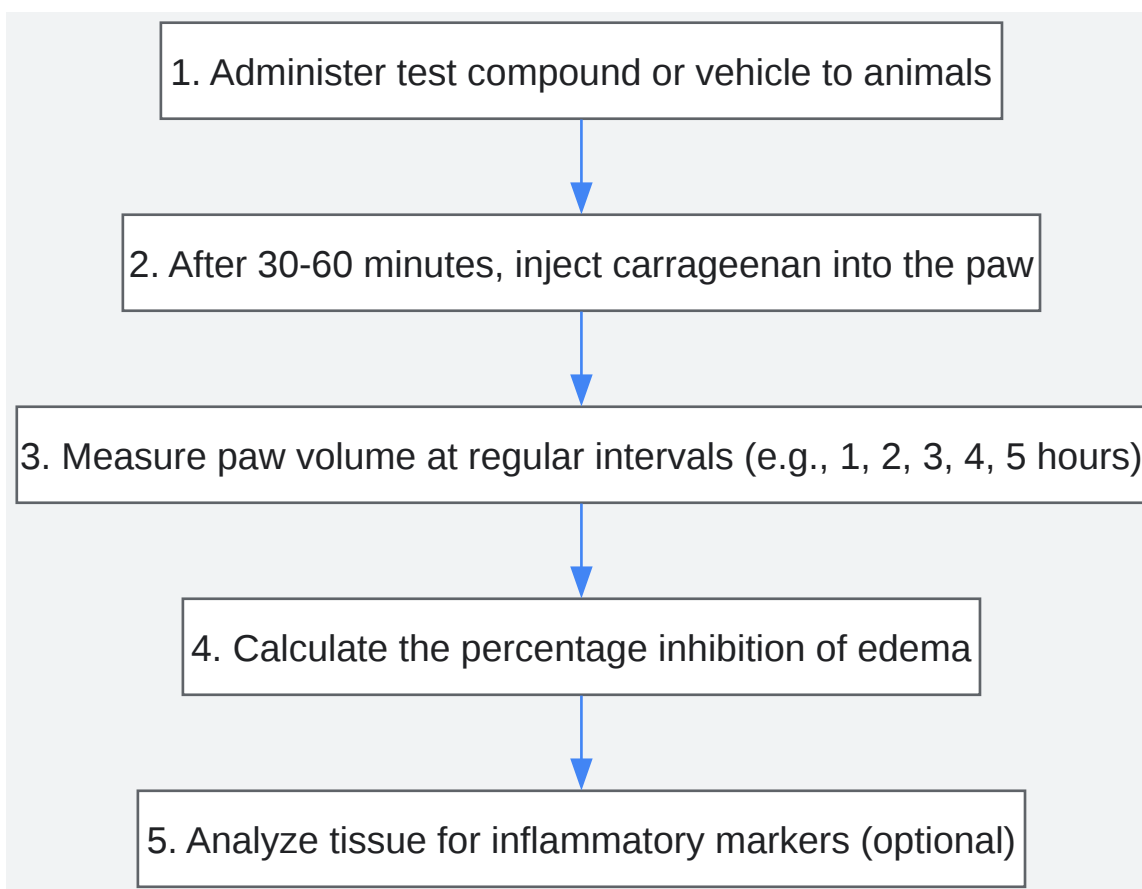 1. Administer test compound or vehicle to animals
2. After 30-60 minutes, inject carrageenan into the paw
3. Measure paw volume at regular intervals (e.g., 1, 2, 3, 4, 5 hours)
4. Calculate the percentage inhibition of edema
5. Analyze tissue for inflammatory markers (optional)